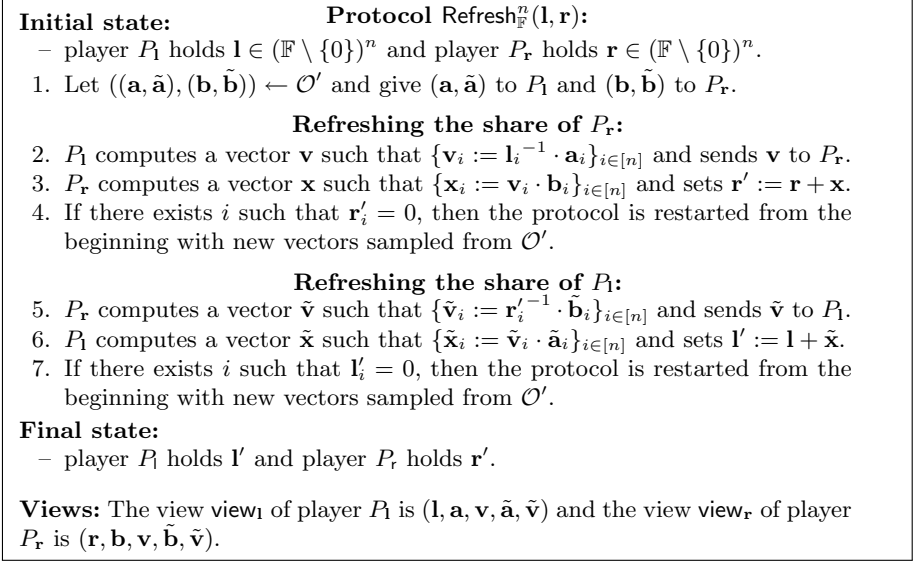 Protocol Refresh𝔽ⁿ(𝐥, 𝐫):
Initial state:
– player P𝐥 holds 𝐥 ∈ (𝔽 \ {0})ⁿ and player P𝐫 holds 𝐫 ∈ (𝔽 \ {0})ⁿ.
1. Let ((𝐚, 𝐚̃), (𝐛, 𝐛̃)) ← 𝒪′ and give (𝐚, 𝐚̃) to P𝐥 and (𝐛, 𝐛̃) to P𝐫.
Refreshing the share of P𝐫:
2. P𝐥 computes a vector 𝐯 such that {𝐯ᵢ := 𝐥ᵢ⁻¹ · 𝐚ᵢ}ᵢ∈[n] and sends 𝐯 to P𝐫.
3. P𝐫 computes a vector 𝐱 such that {𝐱ᵢ := 𝐯ᵢ · 𝐛ᵢ}ᵢ∈[n] and sets 𝐫′ := 𝐫 + 𝐱.
4. If there exists i such that 𝐫′ᵢ = 0, then the protocol is restarted from the
beginning with new vectors sampled from 𝒪′.
Refreshing the share of P𝐥:
5. P𝐫 computes a vector 𝐯̃ such that {𝐯̃ᵢ := 𝐫′ᵢ⁻¹ · 𝐛̃ᵢ}ᵢ∈[n] and sends 𝐯̃ to P𝐥.
6. P𝐥 computes a vector 𝐱̃ such that {𝐱̃ᵢ := 𝐯̃ᵢ · 𝐚̃ᵢ}ᵢ∈[n] and sets 𝐥′ := 𝐥 + 𝐱̃.
7. If there exists i such that 𝐥′ᵢ = 0, then the protocol is restarted from the
beginning with new vectors sampled from 𝒪′.
Final state:
– player Pₗ holds 𝐥′ and player Pᵣ holds 𝐫′.
Views: The view view𝐥 of player Pₗ is (𝐥, 𝐚, 𝐯, 𝐚̃, 𝐯̃) and the view view𝐫 of player
Pᵣ is (𝐫, 𝐛, 𝐯, 𝐛̃, 𝐯̃).